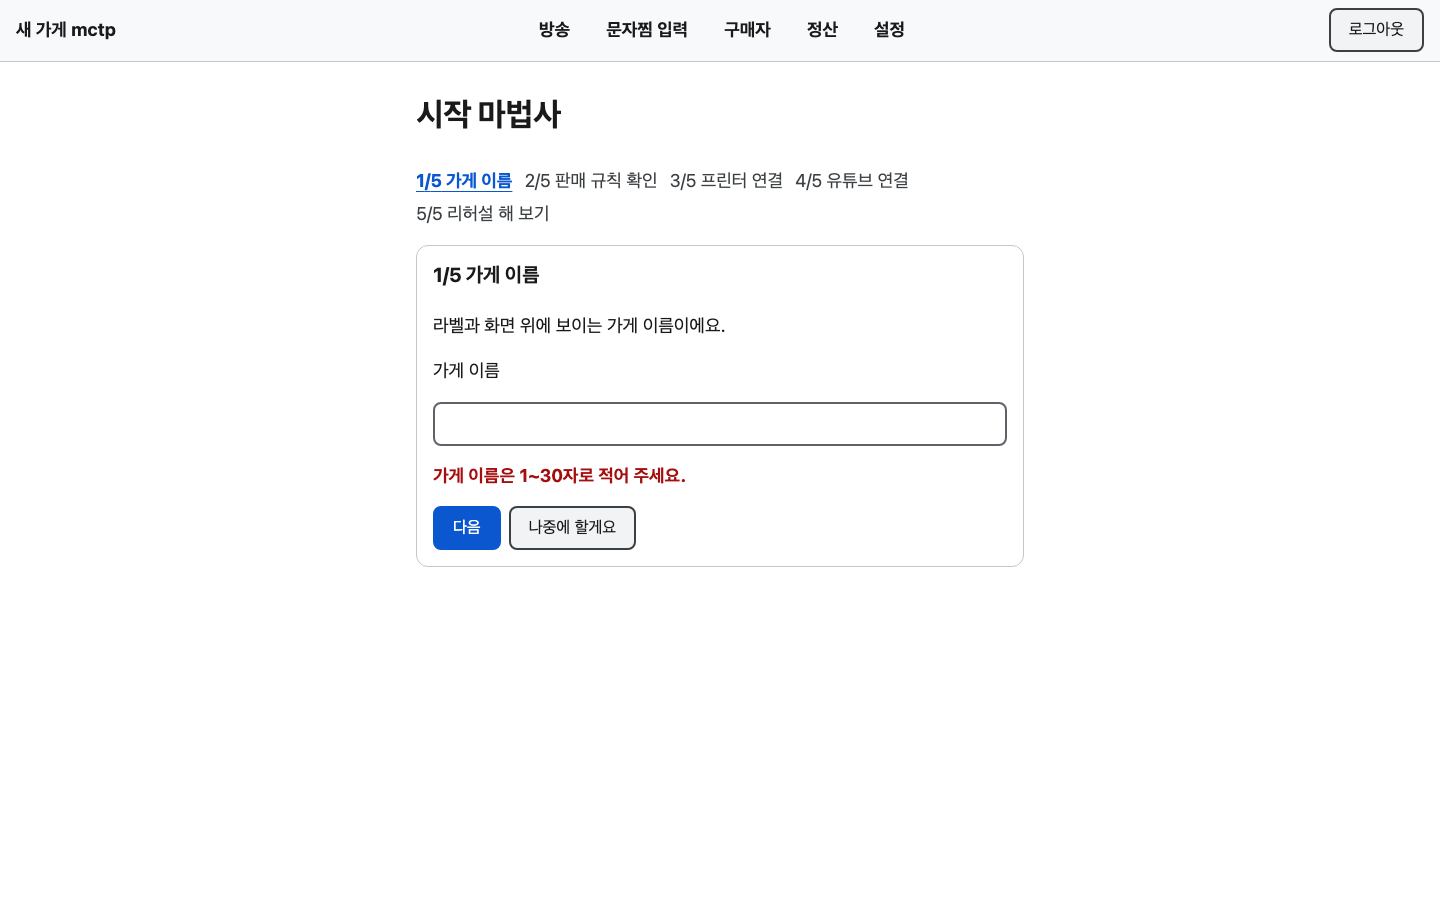 새 가게 mctp 방송 문자찜 입력 구매자 정산 설정 로그아웃
시작 마법사
1/5 가게 이름 2/5 판매 규칙 확인 3/5 프린터 연결 4/5 유튜브 연결
5/5 리허설 해 보기
1/5 가게 이름
라벨과 화면 위에 보이는 가게 이름이에요.
가게 이름
가게 이름은 1~30자로 적어 주세요.
다음 나중에 할게요